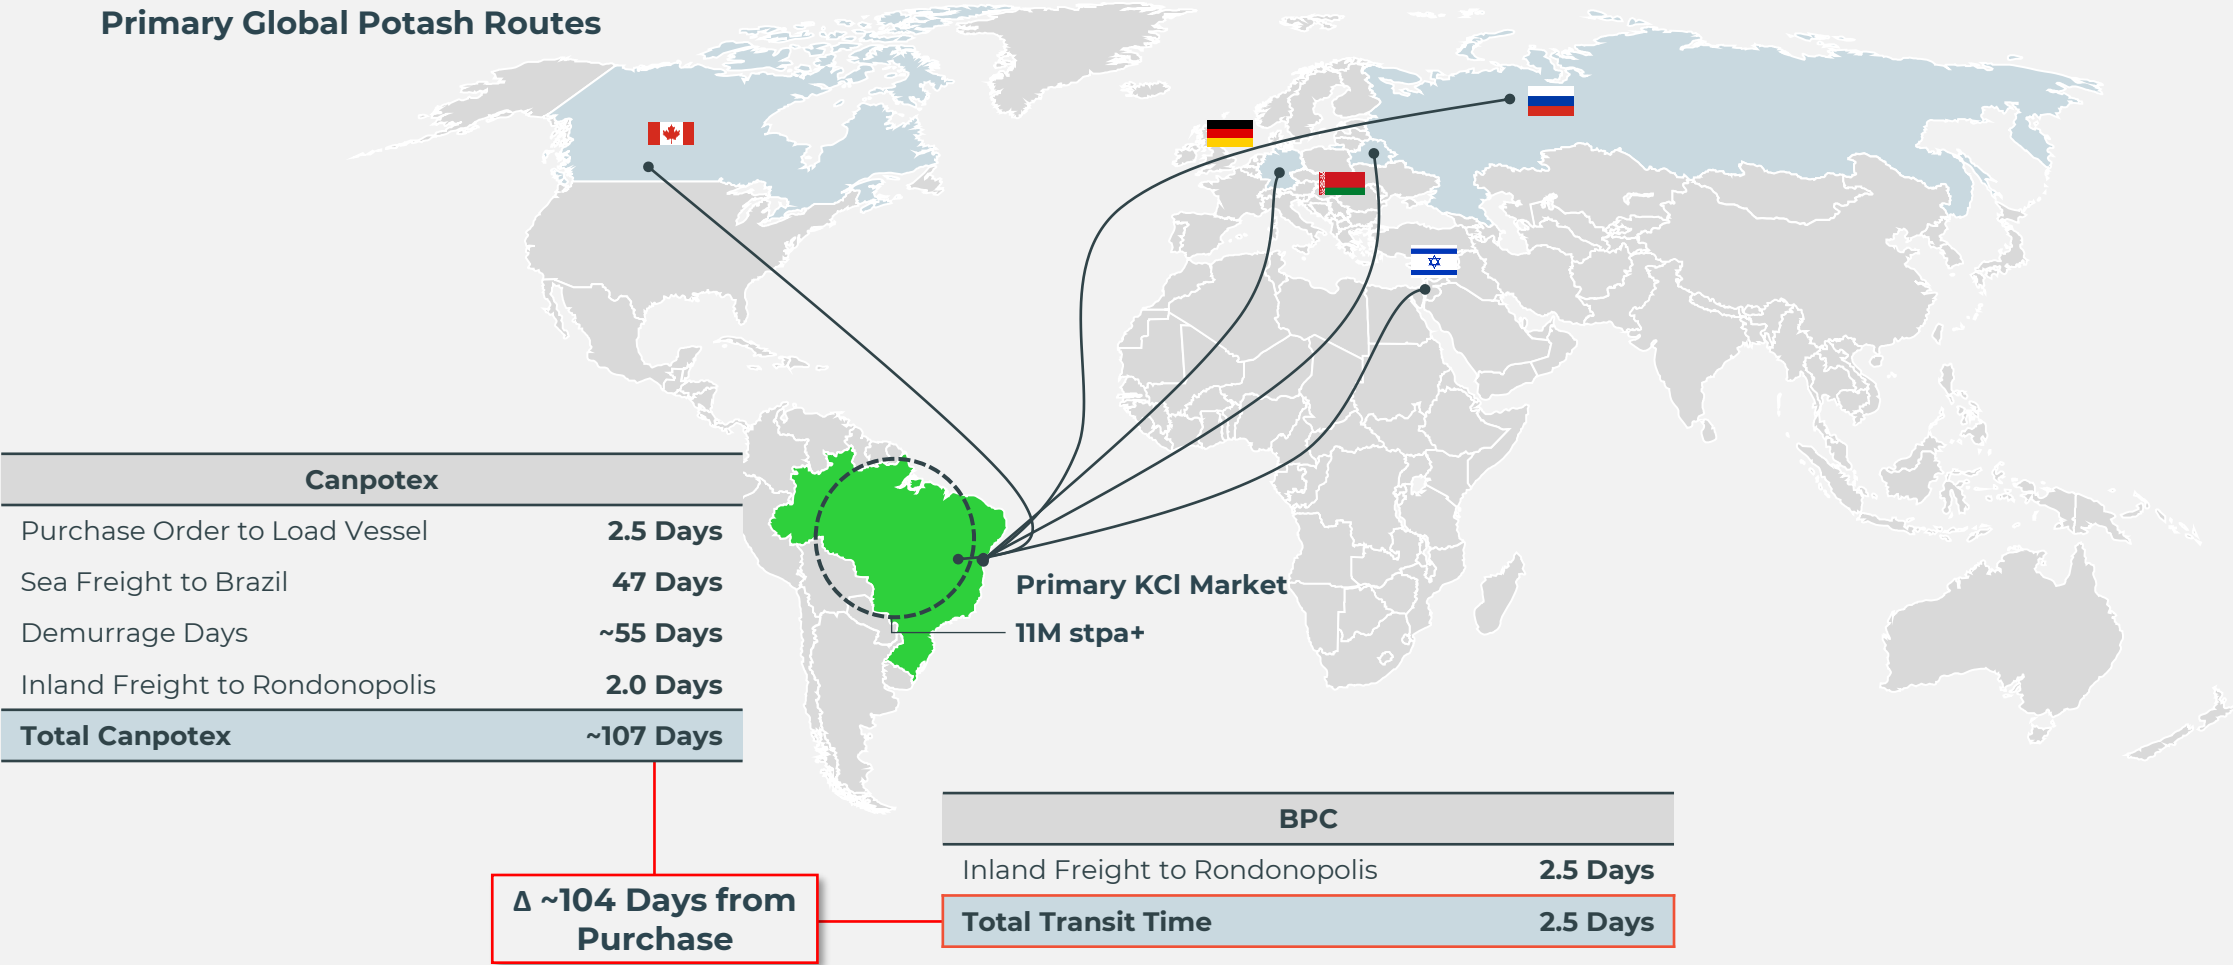 Primary Global Potash Routes
Canpotex
Purchase Order to Load Vessel 2.5 Days
Sea Freight to Brazil 47 Days
Demurrage Days ~55 Days
Inland Freight to Rondonopolis 2.0 Days
Total Canpotex ~107 Days
Primary KCl Market
11M stpa+
BPC
Inland Freight to Rondonopolis 2.5 Days
Total Transit Time 2.5 Days
Δ ~104 Days from
Purchase